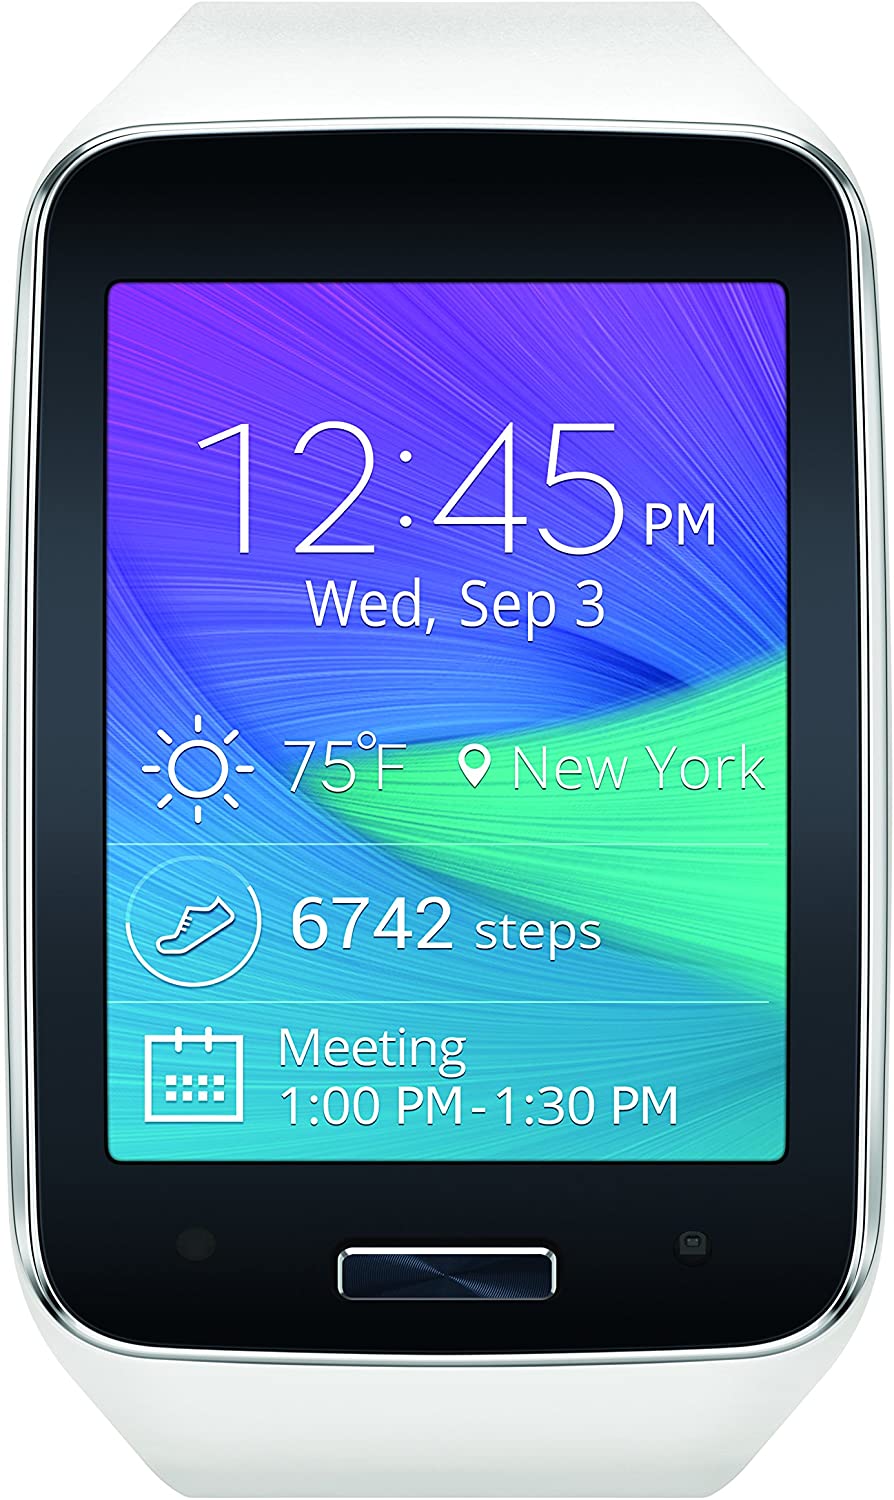 12:45 PM
Wed, Sep 3
75°F New York
6742 steps
Meeting
1:00 PM - 1:30 PM